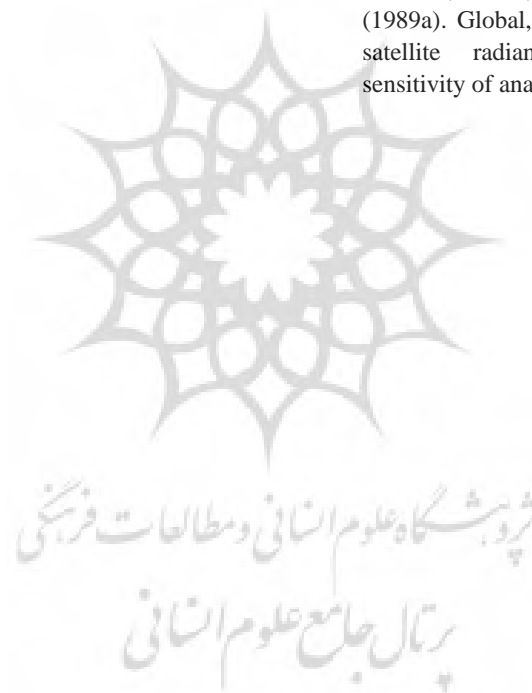 (1989a). Global,
satellite radian
sensitivity of ana
پژوهشگاه علوم انسانی و مطالعات فرهنگی
پرتال جامع علوم انسانی